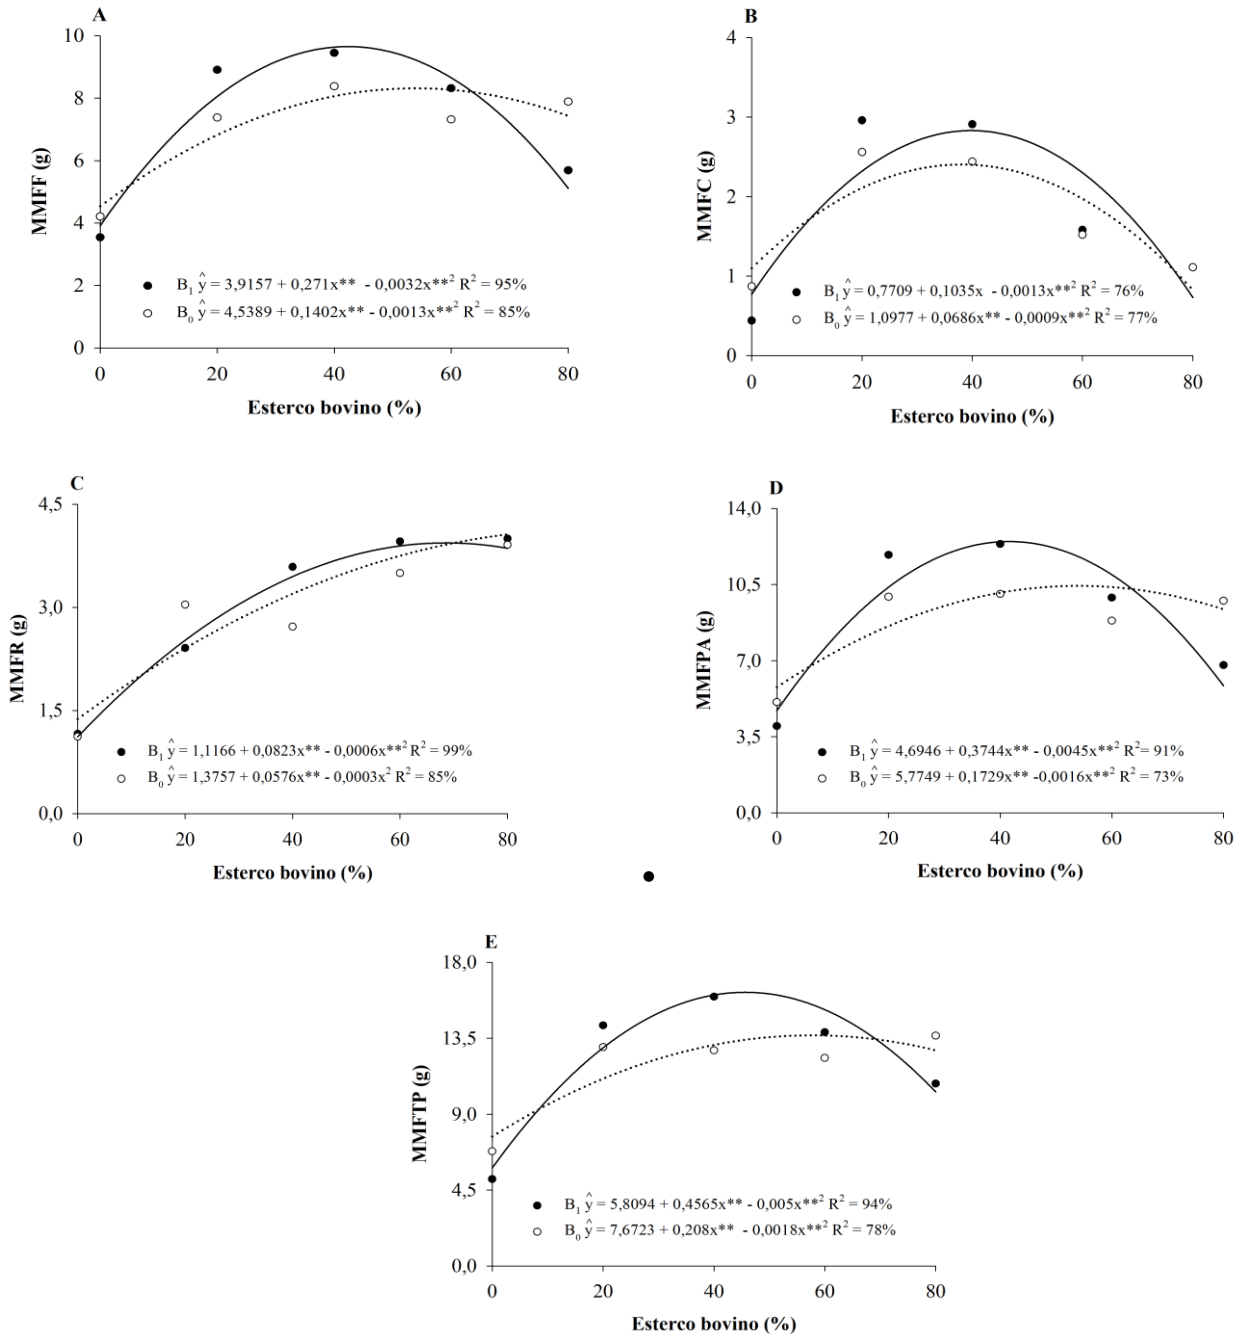 A
10
8
6
4
2
0
MMFF (g)
B₁ ŷ = 3,9157 + 0,271x** - 0,0032x**² R² = 95%
B₀ ŷ = 4,5389 + 0,1402x** - 0,0013x**² R² = 85%
0 20 40 60 80
Esterco bovino (%)
B
4
3
2
1
0
MMFC (g)
B₁ ŷ = 0,7709 + 0,1035x - 0,0013x**² R² = 76%
B₀ ŷ = 1,0977 + 0,0686x** - 0,0009x**² R² = 77%
0 20 40 60 80
Esterco bovino (%)
C
4,5
3,0
1,5
0,0
MMFR (g)
B₁ ŷ = 1,1166 + 0,0823x** - 0,0006x**² R² = 99%
B₀ ŷ = 1,3757 + 0,0576x** - 0,0003x² R² = 85%
0 20 40 60 80
Esterco bovino (%)
D
14,0
10,5
7,0
3,5
0,0
MMFPA (g)
B₁ ŷ = 4,6946 + 0,3744x** - 0,0045x**² R² = 91%
B₀ ŷ = 5,7749 + 0,1729x** -0,0016x**² R² = 73%
0 20 40 60 80
Esterco bovino (%)
E
18,0
13,5
9,0
4,5
0,0
MMFTP (g)
B₁ ŷ = 5,8094 + 0,4565x** - 0,005x**² R² = 94%
B₀ ŷ = 7,6723 + 0,208x** - 0,0018x**² R² = 78%
0 20 40 60 80
Esterco bovino (%)